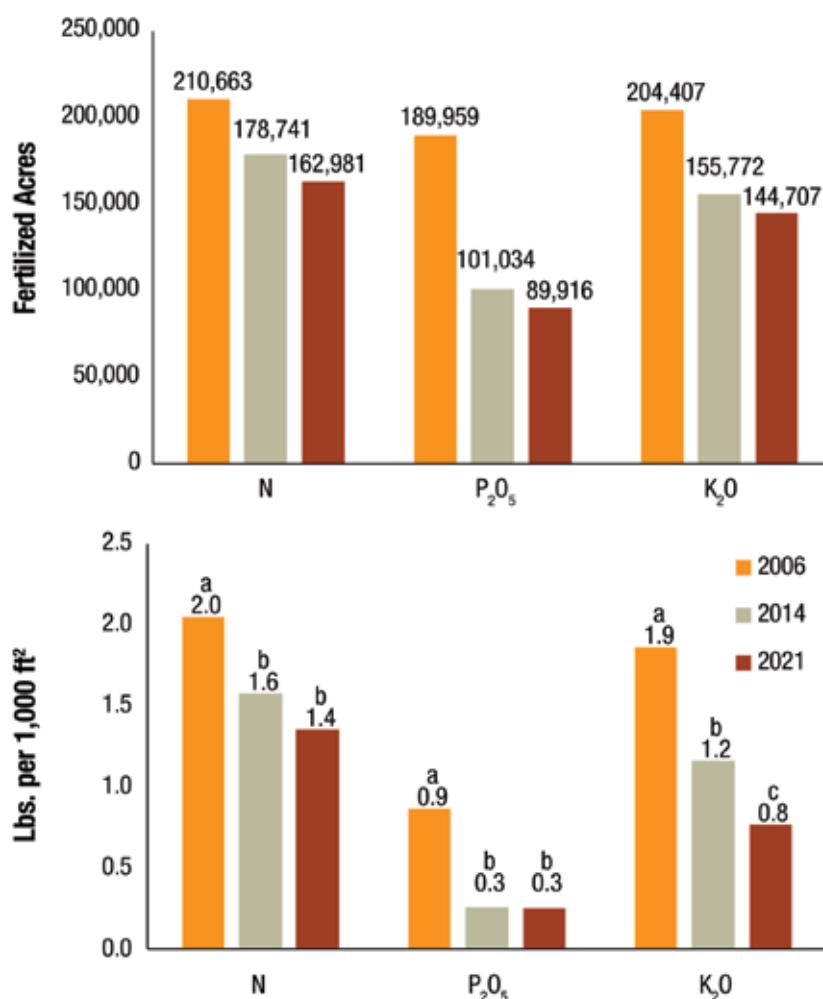 Fertilized Acres
250,000
200,000
150,000
100,000
50,000
0
210,663
178,741
162,981
189,959
101,034
89,916
204,407
155,772
144,707
N
P₂O₅
K₂O
Lbs. per 1,000 ft²
2.5
2.0
1.5
1.0
0.5
0.0
a
2.0
b
1.6
b
1.4
a
0.9
b
0.3
b
0.3
a
1.9
b
1.2
c
0.8
2006
2014
2021
N
P₂O₅
K₂O